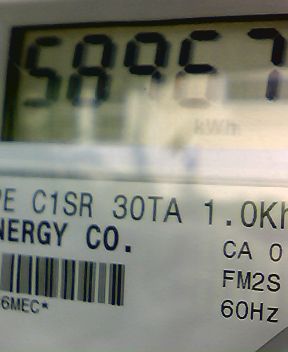 58967
kWh
PE C1SR 30TA 1.0Kh
NERGY CO.
CA 0
FM2S
6MEC*
60Hz